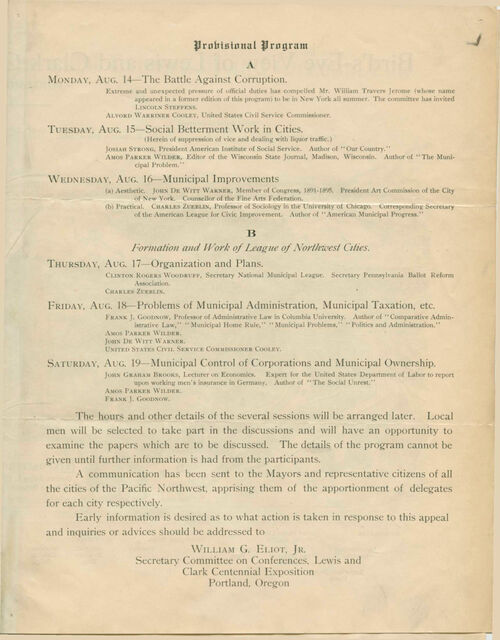 Provisional Program
A
Monday, Aug. 14—The Battle Against Corruption.
Extreme and unexpected pressure of official duties has compelled Mr. William Travers Jerome (whose name
appeared in a former edition of this program) to be in New York all summer. The committee has invited
Lincoln Steffens.
Alford Warriner Cooley, United States Civil Service Commissioner.
Tuesday, Aug. 15—Social Betterment Work in Cities.
(Herein of suppression of vice and dealing with liquor traffic.)
Josiah Strong, President American Institute of Social Service. Author of "Our Country."
Amos Parker Wilder, Editor of the Wisconsin State Journal, Madison, Wisconsin. Author of "The Muni-
cipal Problem."
Wednesday, Aug. 16—Municipal Improvements
(a) Aesthetic. John De Witt Warner, Member of Congress, 1891-1895. President Art Commission of the City
of New York. Counsellor of the Fine Arts Federation.
(b) Practical. Charles Zueblin, Professor of Sociology in the University of Chicago. Corresponding Secretary
of the American League for Civic Improvement. Author of "American Municipal Progress."
B
Formation and Work of League of Northwest Cities.
Thursday, Aug. 17—Organization and Plans.
Clinton Rogers Woodruff, Secretary National Municipal League. Secretary Pennsylvania Ballot Reform
Association.
Charles Zueblin.
Friday, Aug. 18—Problems of Municipal Administration, Municipal Taxation, etc.
Frank J. Goodnow, Professor of Administrative Law in Columbia University. Author of "Comparative Admin-
istrative Law," "Municipal Home Rule," "Municipal Problems," "Politics and Administration."
Amos Parker Wilder.
John De Witt Warner.
United States Civil Service Commissioner Cooley.
Saturday, Aug. 19—Municipal Control of Corporations and Municipal Ownership.
John Graham Brooks, Lecturer on Economics. Expert for the United States Department of Labor to report
upon working men's insurance in Germany. Author of "The Social Unrest."
Amos Parker Wilder.
Frank J. Goodnow.
The hours and other details of the several sessions will be arranged later. Local
men will be selected to take part in the discussions and will have an opportunity to
examine the papers which are to be discussed. The details of the program cannot be
given until further information is had from the participants.
A communication has been sent to the Mayors and representative citizens of all
the cities of the Pacific Northwest, apprising them of the apportionment of delegates
for each city respectively.
Early information is desired as to what action is taken in response to this appeal
and inquiries or advices should be addressed to
William G. Eliot, Jr.
Secretary Committee on Conferences, Lewis and
Clark Centennial Exposition
Portland, Oregon